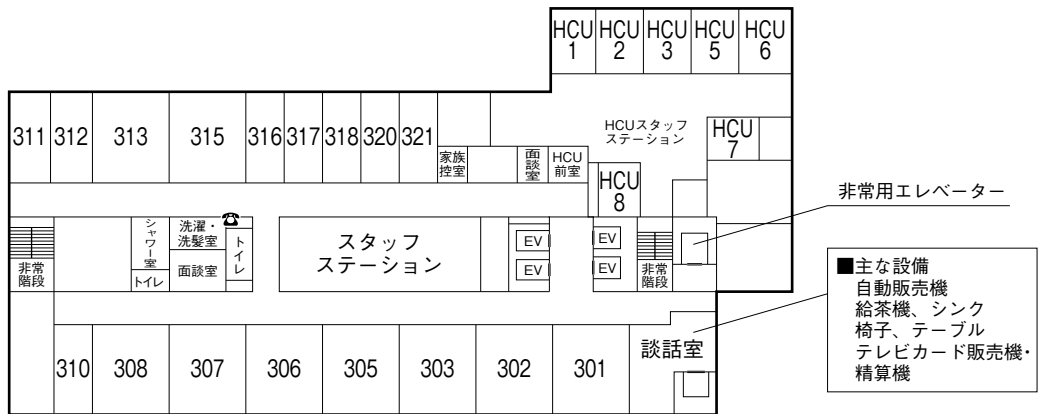 HCU
1
HCU
2
HCU
3
HCU
5
HCU
6
311
312
313
315
316
317
318
320
321
HCUスタッフ
ステーション
HCU
7
家族
控室
面談室
HCU
前室
HCU
8
非常用エレベーター
シャワー室
洗濯・
洗髪室
トイレ
スタッフ
ステーション
EV
EV
EV
EV
非常
階段
トイレ
面談室
非常
階段
■主な設備
自動販売機
給茶機、シンク
椅子、テーブル
テレビカード販売機・
精算機
310
308
307
306
305
303
302
301
談話室